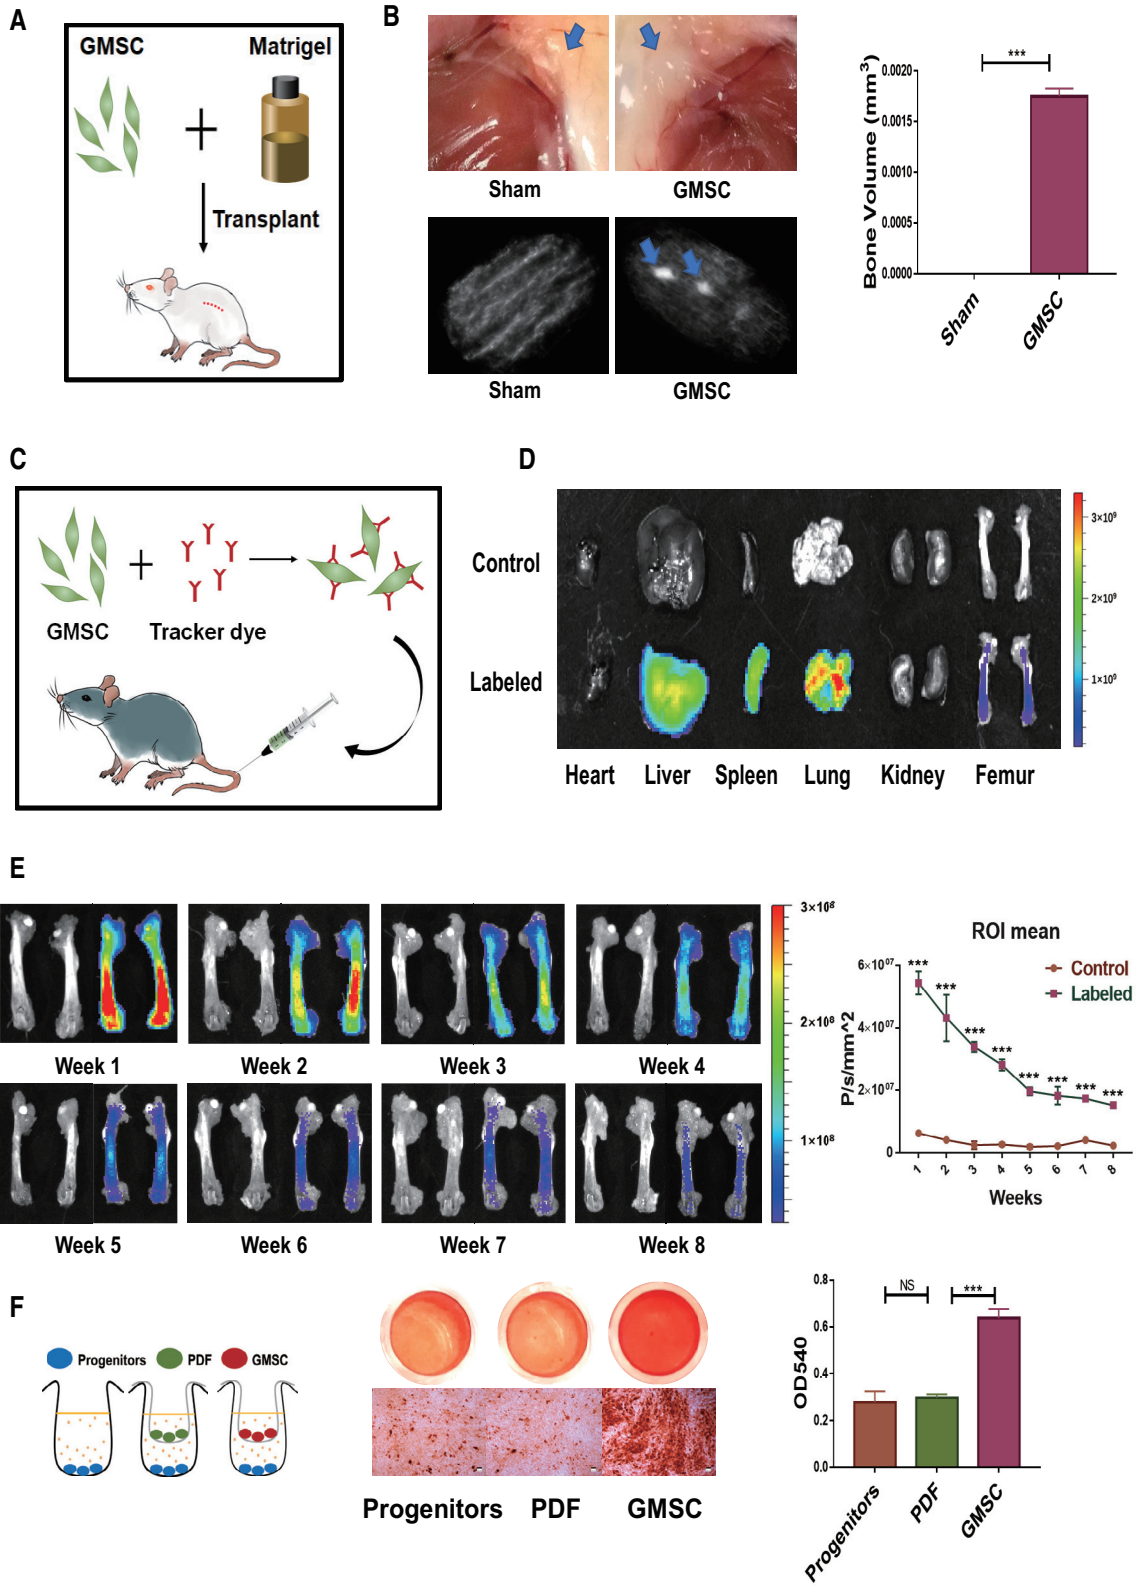 A
GMSC
Matrigel
Transplant
B
Sham
GMSC
Sham
GMSC
***
Bone Volume (mm³)
0.0020
0.0015
0.0010
0.0005
0.0000
Sham
GMSC
C
GMSC
Tracker dye
D
Control
Labeled
Heart
Liver
Spleen
Lung
Kidney
Femur
3×10⁹
2×10⁹
1×10⁹
E
Week 1
Week 2
Week 3
Week 4
Week 5
Week 6
Week 7
Week 8
3×10⁸
2×10⁸
1×10⁸
ROI mean
Control
Labeled
P/s/mm^2
6×10⁰⁷
4×10⁰⁷
2×10⁰⁷
0
*** *** *** *** *** *** *** ***
1 2 3 4 5 6 7 8
Weeks
F
Progenitors
PDF
GMSC
Progenitors
PDF
GMSC
NS
***
OD540
0.8
0.6
0.4
0.2
0.0
Progenitors
PDF
GMSC